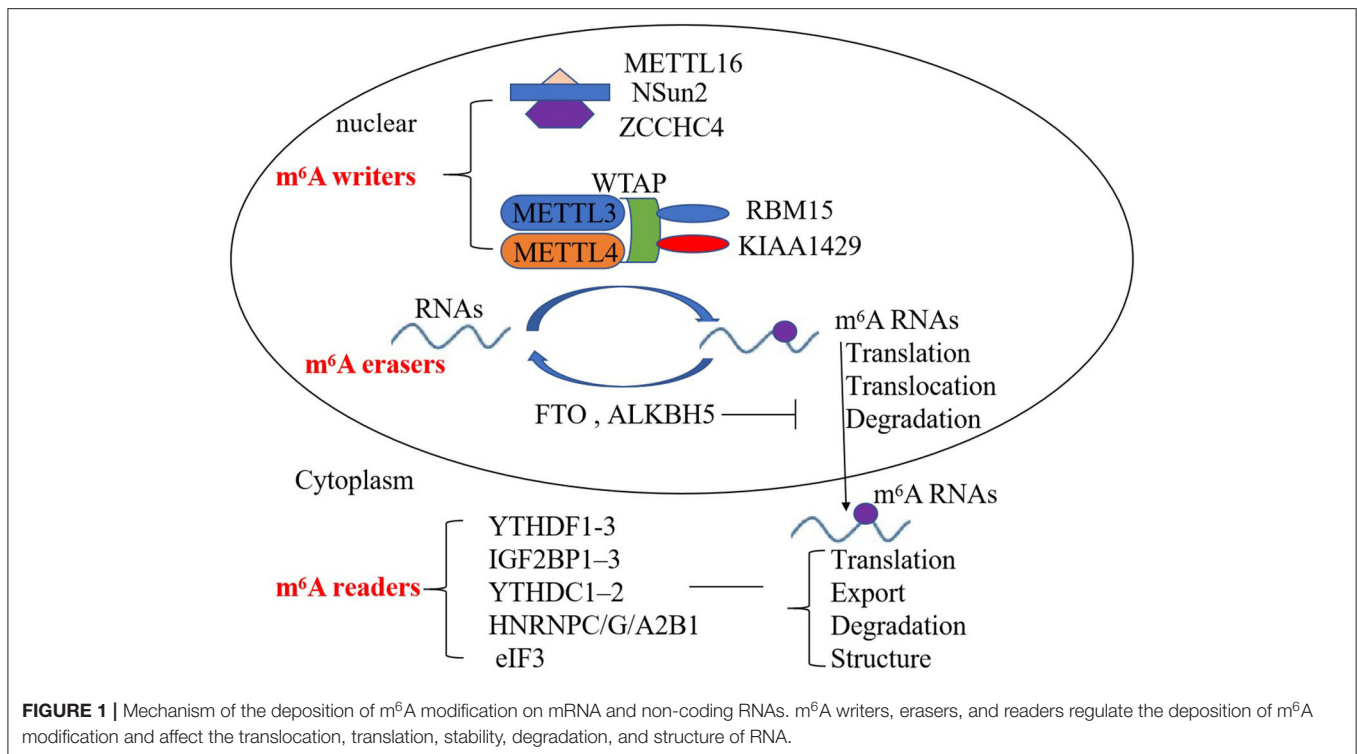 METTL16
NSun2
ZCCHC4
nuclear
m⁶A writers
WTAP
METTL3
METTL4
RBM15
KIAA1429
RNAs
m⁶A RNAs
Translation
Translocation
Degradation
m⁶A erasers
FTO , ALKBH5
Cytoplasm
m⁶A RNAs
m⁶A readers
YTHDF1-3
IGF2BP1–3
YTHDC1–2
HNRNPC/G/A2B1
eIF3
Translation
Export
Degradation
Structure
FIGURE 1 | Mechanism of the deposition of m⁶A modification on mRNA and non-coding RNAs. m⁶A writers, erasers, and readers regulate the deposition of m⁶A
modification and affect the translocation, translation, stability, degradation, and structure of RNA.